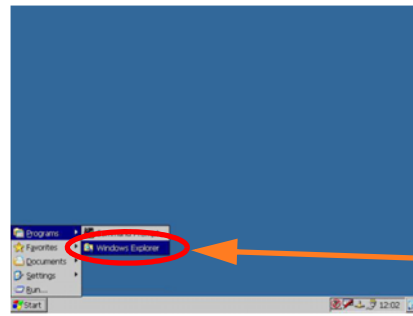 Programs
Favorites
Windows Explorer
Documents
Settings
Run...
Start
12:02